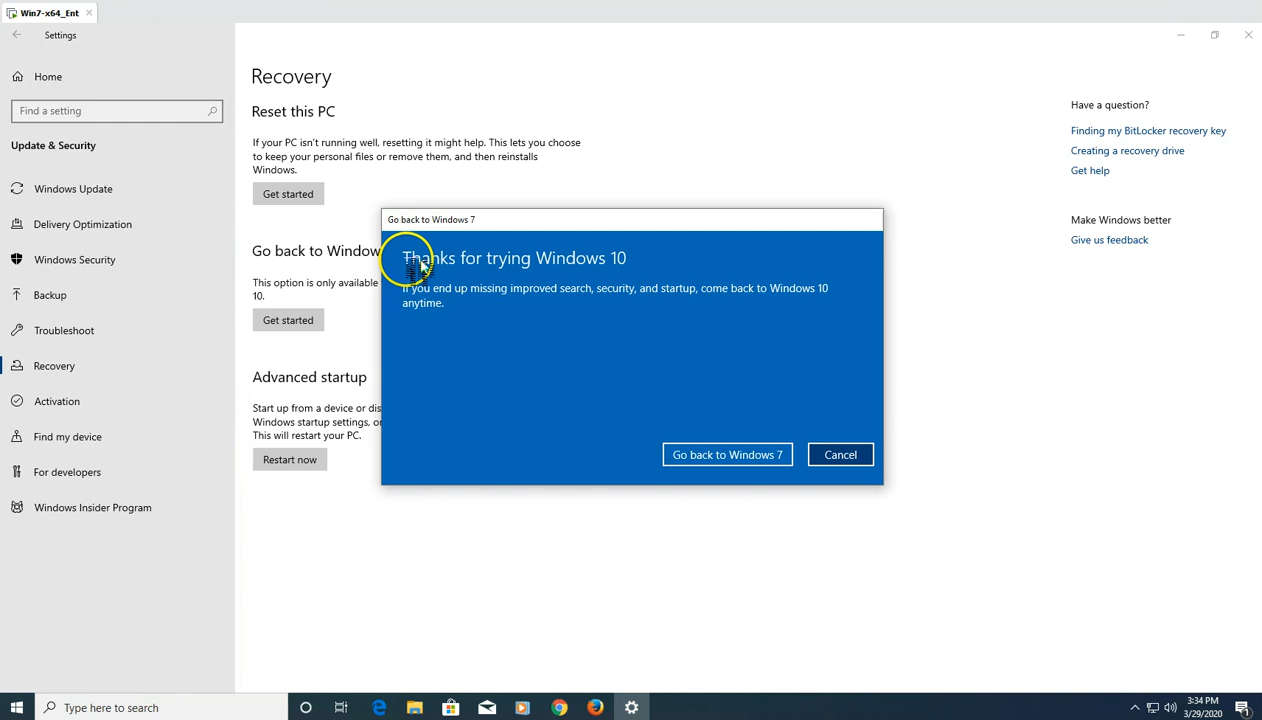 Win7-x64_Ent
Settings
Home
Find a setting
Update & Security
Windows Update
Delivery Optimization
Windows Security
Backup
Troubleshoot
Recovery
Activation
Find my device
For developers
Windows Insider Program
Recovery
Reset this PC
If your PC isn't running well, resetting it might help. This lets you choose
to keep your personal files or remove them, and then reinstalls
Windows.
Get started
Go back to Window
This option is only available
10.
Get started
Advanced startup
Start up from a device or dis
Windows startup settings, or
This will restart your PC.
Restart now
Go back to Windows 7
Thanks for trying Windows 10
If you end up missing improved search, security, and startup, come back to Windows 10
anytime.
Go back to Windows 7
Cancel
Have a question?
Finding my BitLocker recovery key
Creating a recovery drive
Get help
Make Windows better
Give us feedback
Type here to search
3:34 PM
3/29/2020
1